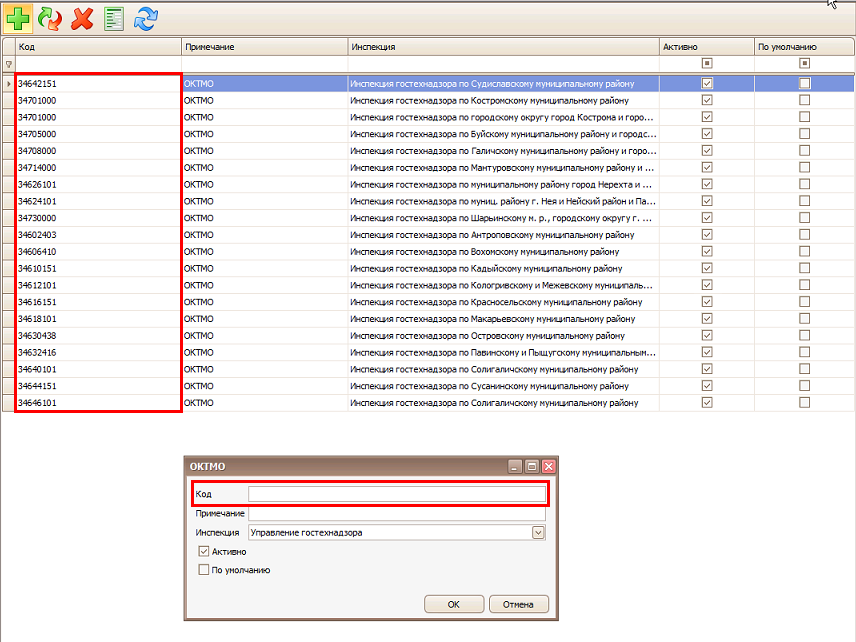 Код Примечание Инспекция Активно По умолчанию
34642151 ОКТМО Инспекция гостехнадзора по Судиславскому муниципальному району
34701000 ОКТМО Инспекция гостехнадзора по Костромскому муниципальному району
34701000 ОКТМО Инспекция гостехнадзора по городскому округу город Кострома и горо...
34705000 ОКТМО Инспекция гостехнадзора по Буйскому муниципальному району и городс...
34708000 ОКТМО Инспекция гостехнадзора по Галичскому муниципальному району и горо...
34714000 ОКТМО Инспекция гостехнадзора по Мантуровскому муниципальному району и ...
34626101 ОКТМО Инспекция гостехнадзора по муниципальному району город Нерехта и ...
34624101 ОКТМО Инспекция гостехнадзора по муниц. району г. Нея и Нейский район и Па...
34730000 ОКТМО Инспекция гостехнадзора по Шарьинскому м. р., городскому округу г. ...
34602403 ОКТМО Инспекция гостехнадзора по Антроповскому муниципальному району
34606410 ОКТМО Инспекция гостехнадзора по Вохомскому муниципальному району
34610151 ОКТМО Инспекция гостехнадзора по Кадыйскому муниципальному району
34612101 ОКТМО Инспекция гостехнадзора по Кологривскому и Межевскому муниципаль...
34616151 ОКТМО Инспекция гостехнадзора по Красносельскому муниципальному району
34618101 ОКТМО Инспекция гостехнадзора по Макарьевскому муниципальному району
34630438 ОКТМО Инспекция гостехнадзора по Островскому муниципальному району
34632416 ОКТМО Инспекция гостехнадзора по Павинскому и Пыщугскому муниципальным...
34640101 ОКТМО Инспекция гостехнадзора по Солигаличскому муниципальному району
34644151 ОКТМО Инспекция гостехнадзора по Сусанинскому муниципальному району
34646101 ОКТМО Инспекция гостехнадзора по Солигаличскому муниципальному району
ОКТМО
Код
Примечание
Инспекция Управление гостехнадзора
Активно
По умолчанию
ОК Отмена